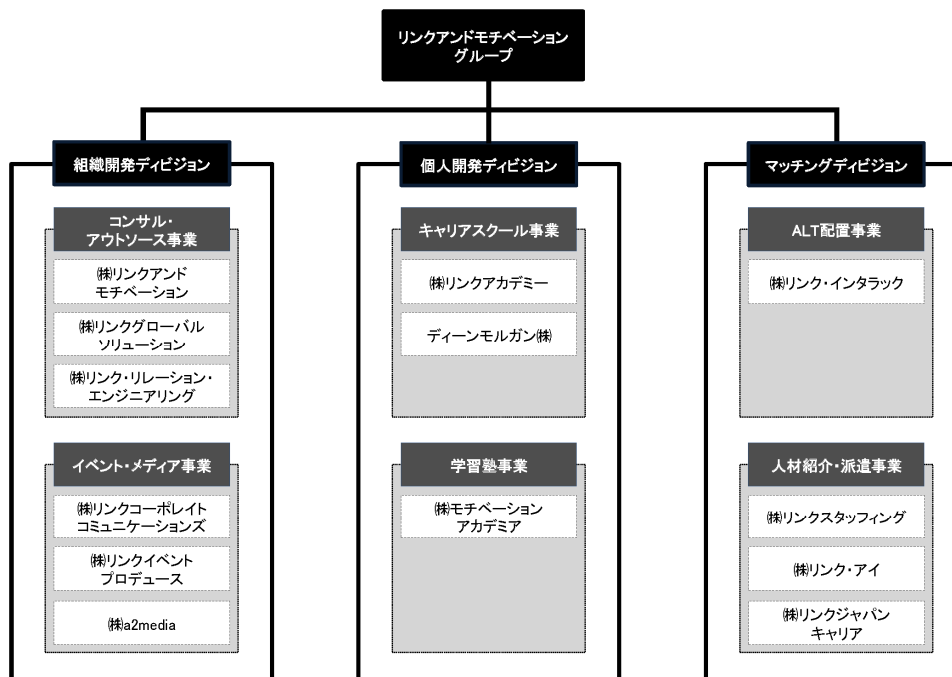 リンクアンドモチベーション
グループ
組織開発ディビジョン
コンサル・
アウトソース事業
㈱リンクアンド
モチベーション
㈱リンクグローバル
ソリューション
㈱リンク・リレーション・
エンジニアリング
イベント・メディア事業
㈱リンクコーポレイト
コミュニケーションズ
㈱リンクイベント
プロデュース
㈱a2media
個人開発ディビジョン
キャリアスクール事業
㈱リンクアカデミー
ディーンモルガン㈱
学習塾事業
㈱モチベーション
アカデミア
マッチングディビジョン
ALT配置事業
㈱リンク・インタラック
人材紹介・派遣事業
㈱リンクスタッフィング
㈱リンク・アイ
㈱リンクジャパン
キャリア